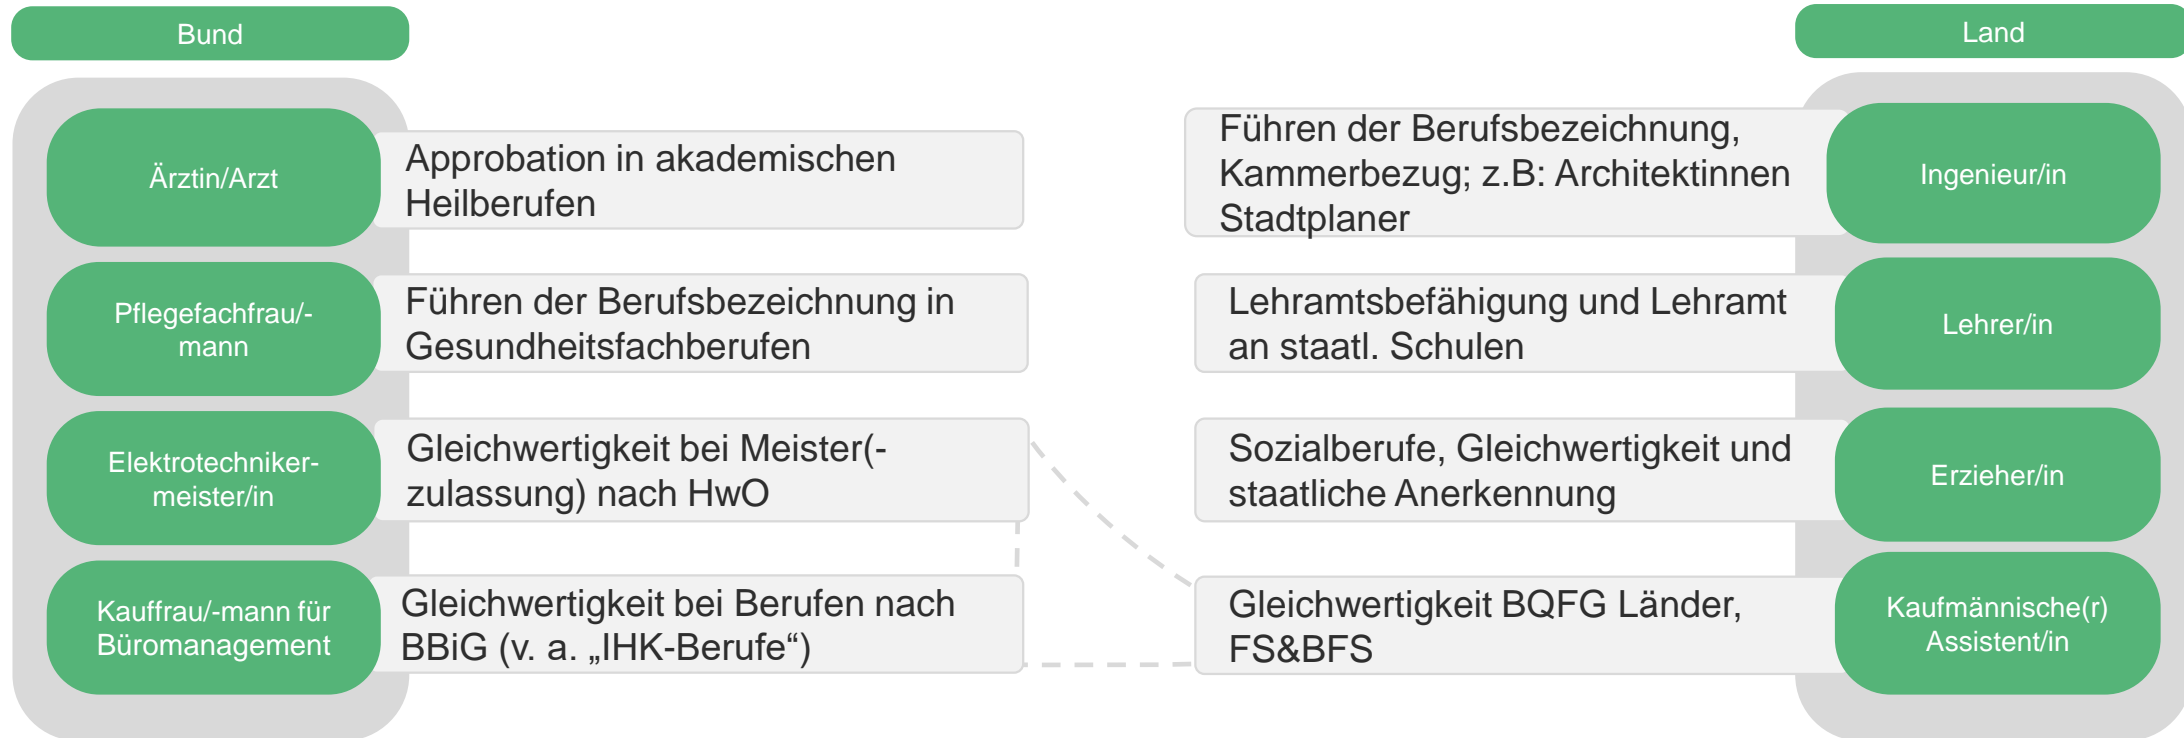 Bund
Ärztin/Arzt
Approbation in akademischen
Heilberufen
Pflegefachfrau/-
mann
Führen der Berufsbezeichnung in
Gesundheitsfachberufen
Elektrotechniker-
meister/in
Gleichwertigkeit bei Meister(-
zulassung) nach HwO
Kauffrau/-mann für
Büromanagement
Gleichwertigkeit bei Berufen nach
BBiG (v. a. „IHK-Berufe“)
Land
Führen der Berufsbezeichnung,
Kammerbezug; z.B: Architektinnen
Stadtplaner
Ingenieur/in
Lehramtsbefähigung und Lehramt
an staatl. Schulen
Lehrer/in
Sozialberufe, Gleichwertigkeit und
staatliche Anerkennung
Erzieher/in
Gleichwertigkeit BQFG Länder,
FS&BFS
Kaufmännische(r)
Assistent/in